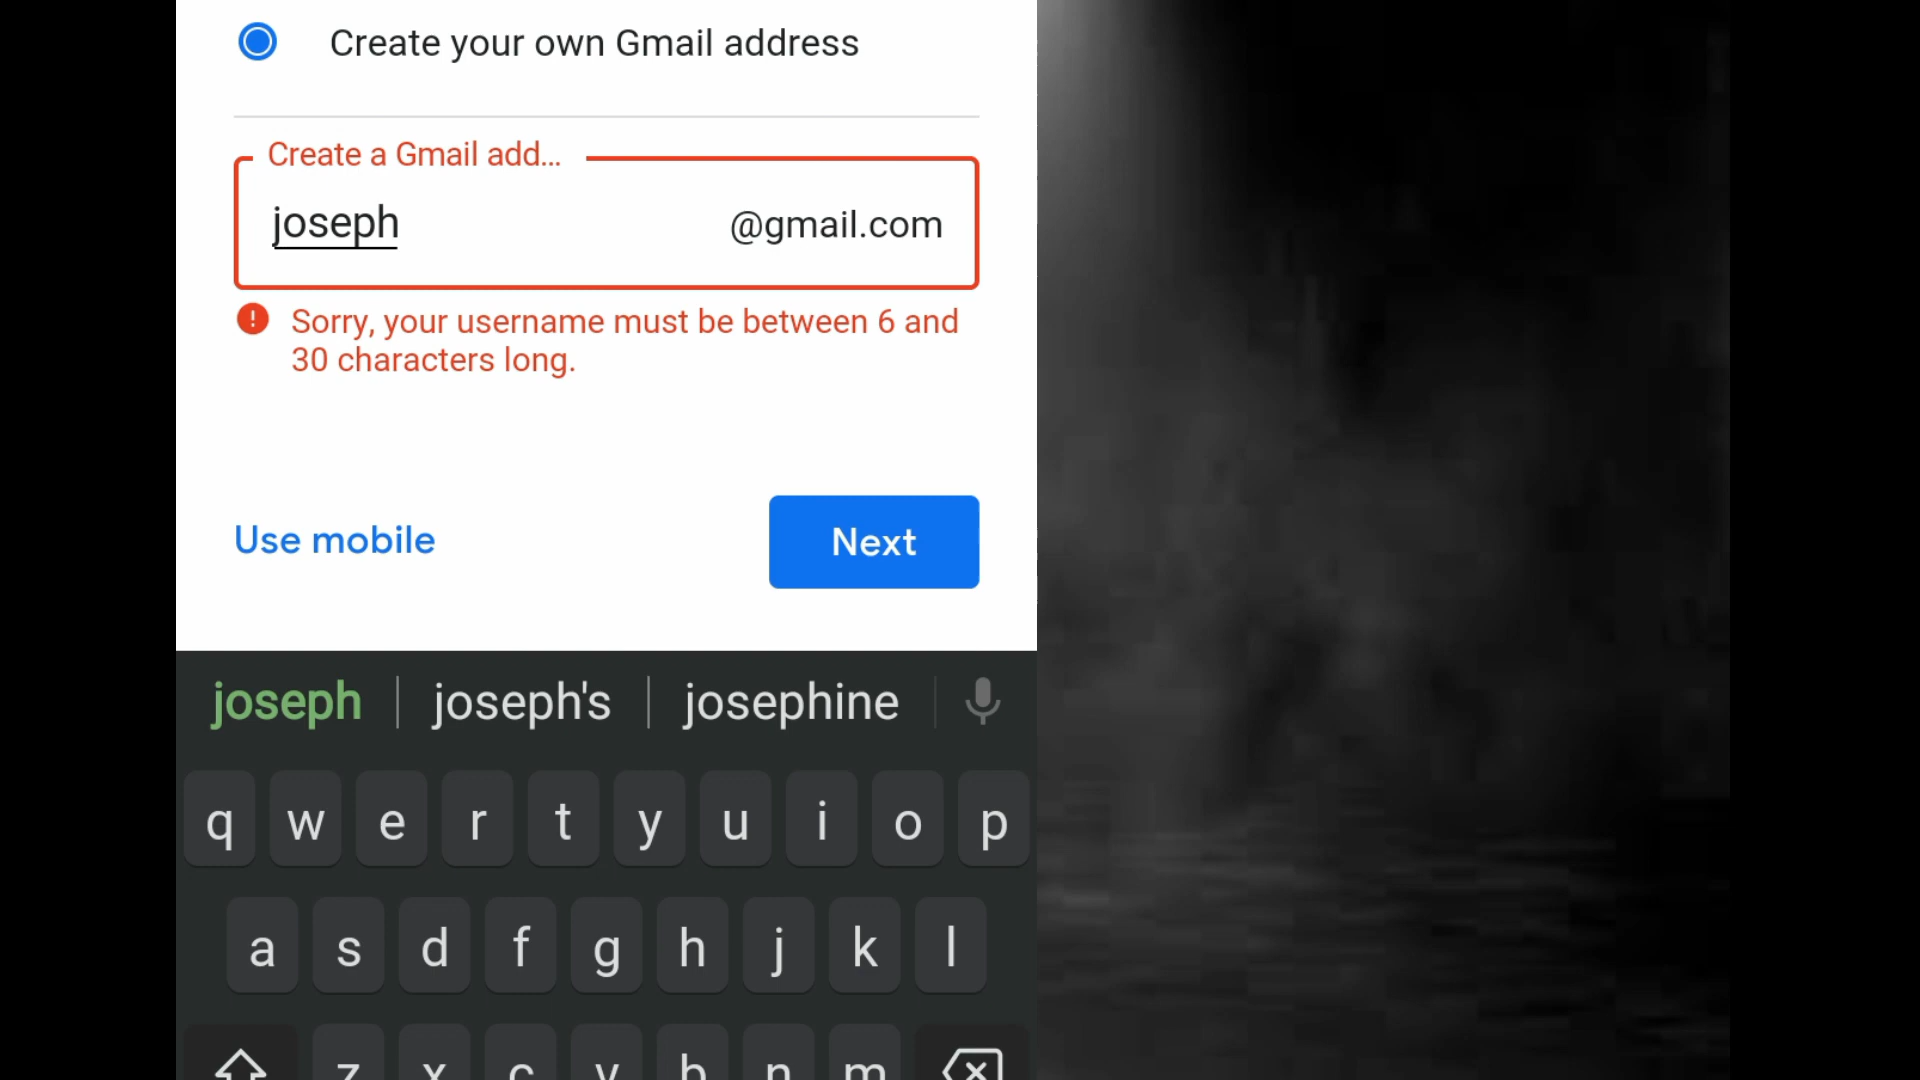 Create your own Gmail address
Create a Gmail add...
joseph @gmail.com
! Sorry, your username must be between 6 and
30 characters long.
Use mobile Next
joseph joseph's josephine
q w e r t y u i o p
a s d f g h j k l
z x c v b n m